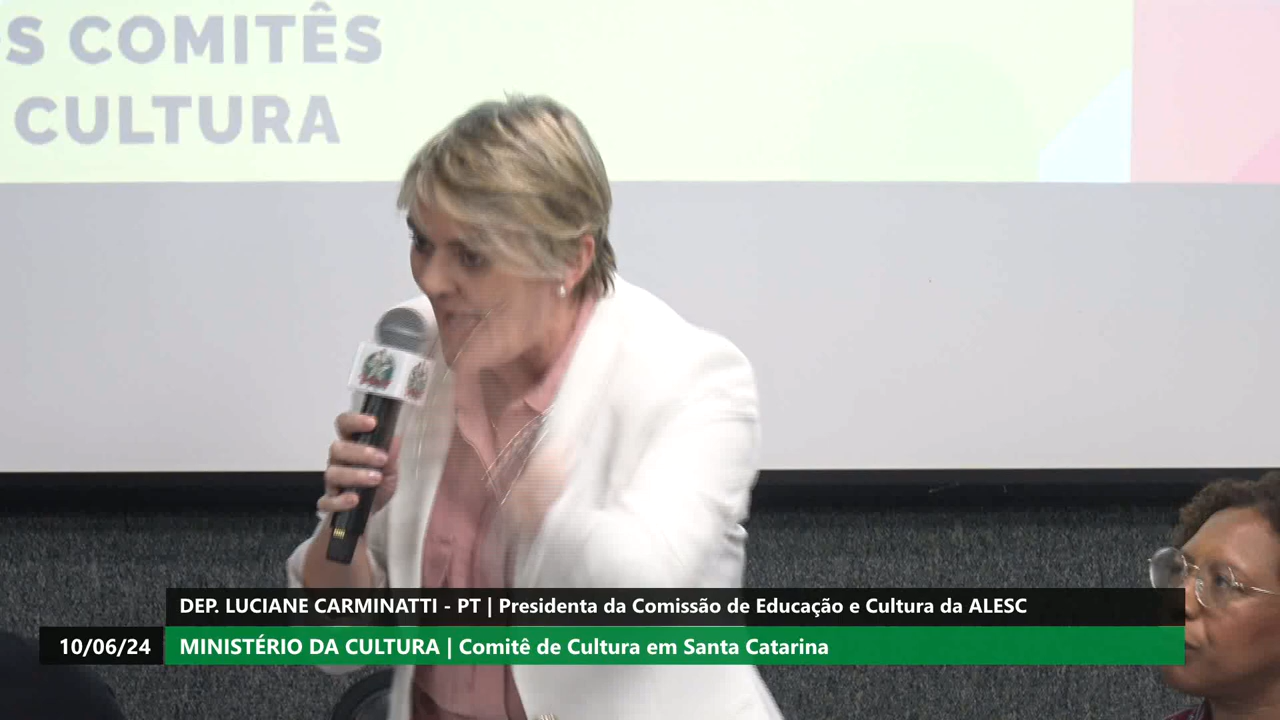 S COMITÊS
CULTURA
DEP. LUCIANE CARMINATTI - PT | Presidenta da Comissão de Educação e Cultura da ALESC
10/06/24 MINISTÉRIO DA CULTURA | Comitê de Cultura em Santa Catarina